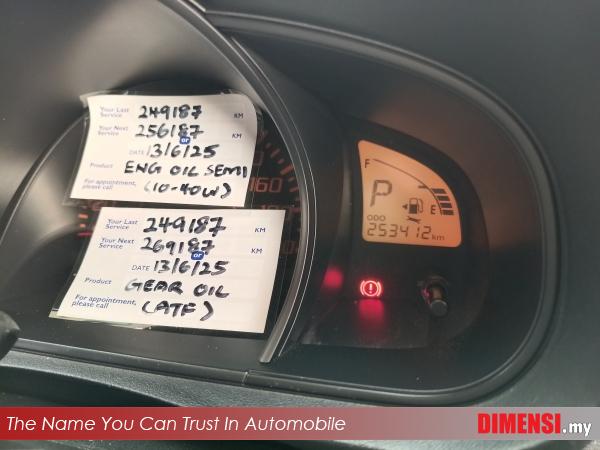 Your Last Service 249187 KM
Your Next Service 256187 KM
or
DATE 13/6/25
Product ENG OIL SEMI
For appointment, please call (10-40W)
160
Your Last Service 249187 KM
Your Next Service 269187 KM
or
DATE 13/6/25
Product GEAR OIL
For appointment, please call (ATF)
F
P
E
ODO
253412 km
The Name You Can Trust In Automobile
DIMENSI.my